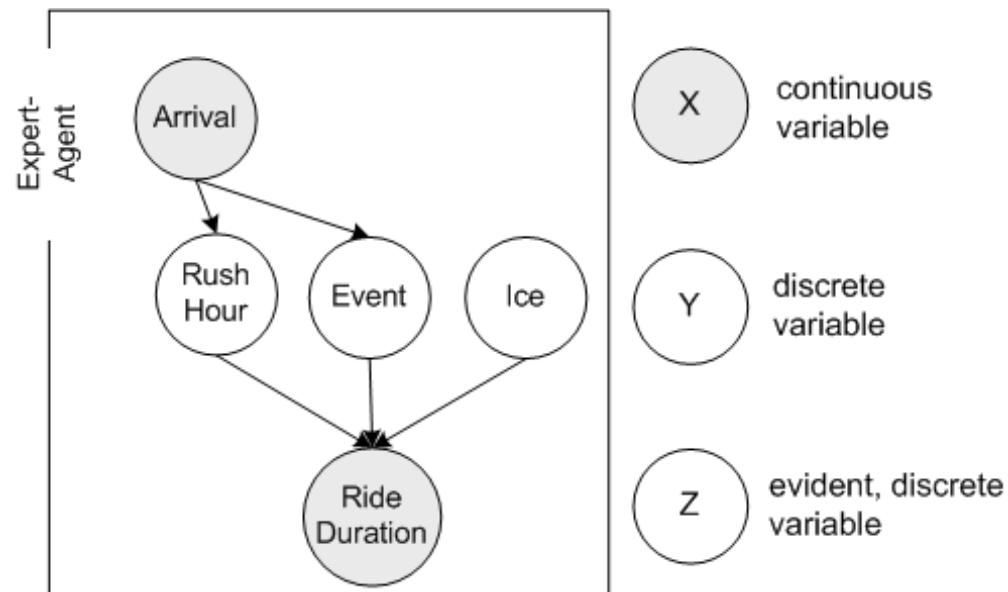 Expert-
Agent
Arrival
Rush
Hour
Event
Ice
Ride
Duration
X
continuous
variable
Y
discrete
variable
Z
evident, discrete
variable